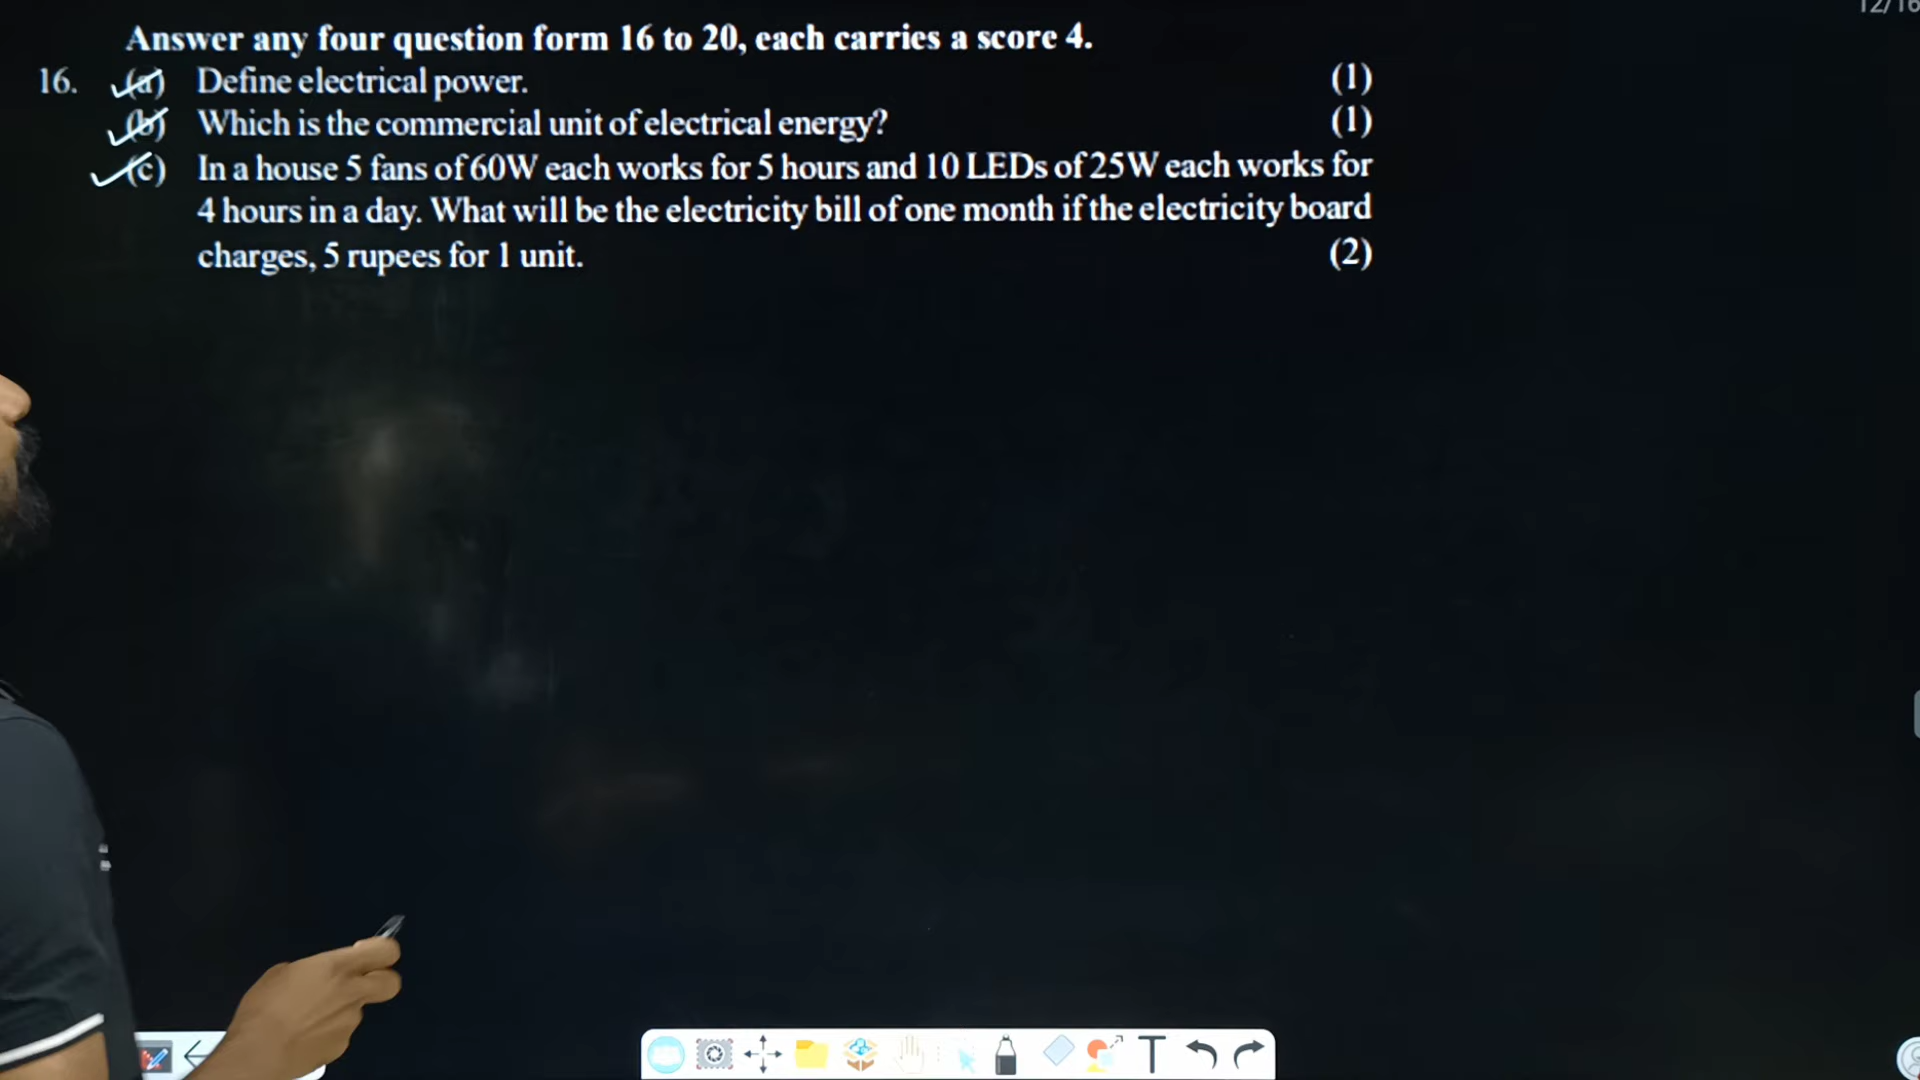 12/16
Answer any four question form 16 to 20, each carries a score 4.
16. (a) Define electrical power. (1)
(b) Which is the commercial unit of electrical energy? (1)
(c) In a house 5 fans of 60W each works for 5 hours and 10 LEDs of 25W each works for
4 hours in a day. What will be the electricity bill of one month if the electricity board
charges, 5 rupees for 1 unit. (2)
T